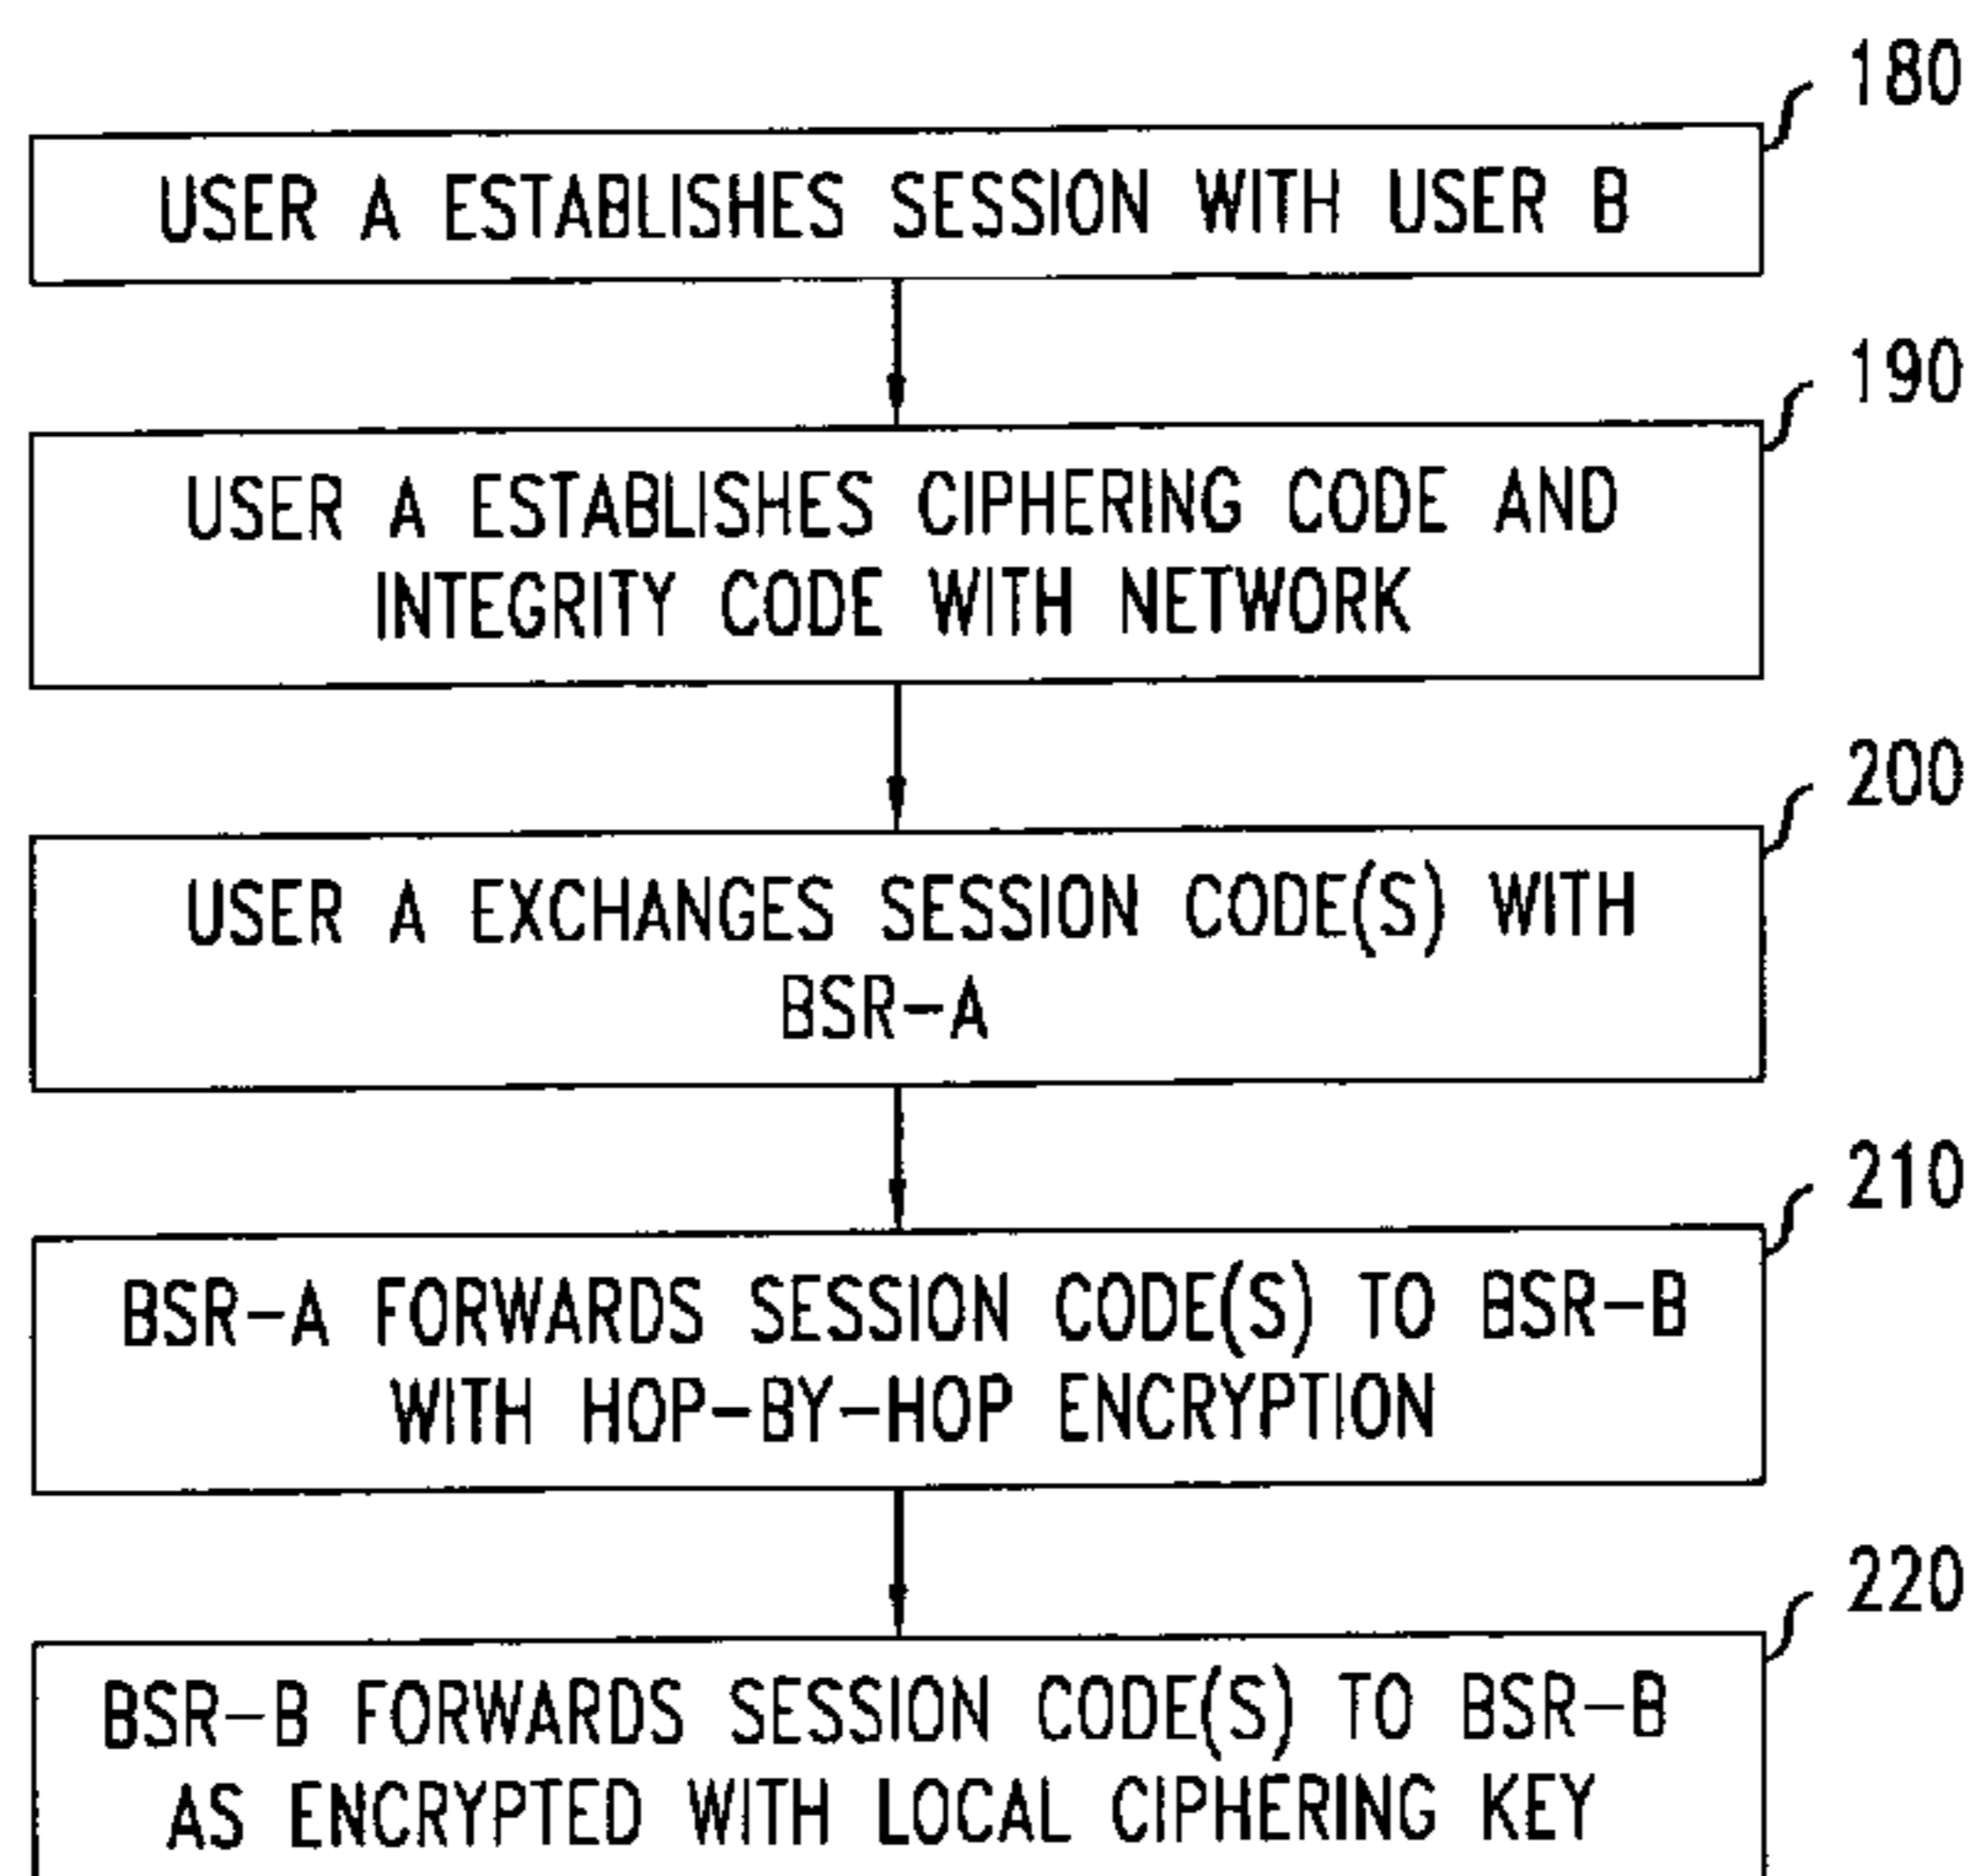 180
USER A ESTABLISHES SESSION WITH USER B
190
USER A ESTABLISHES CIPHERING CODE AND
INTEGRITY CODE WITH NETWORK
200
USER A EXCHANGES SESSION CODE(S) WITH
BSR-A
210
BSR-A FORWARDS SESSION CODE(S) TO BSR-B
WITH HOP-BY-HOP ENCRYPTION
220
BSR-B FORWARDS SESSION CODE(S) TO BSR-B
AS ENCRYPTED WITH LOCAL CIPHERING KEY